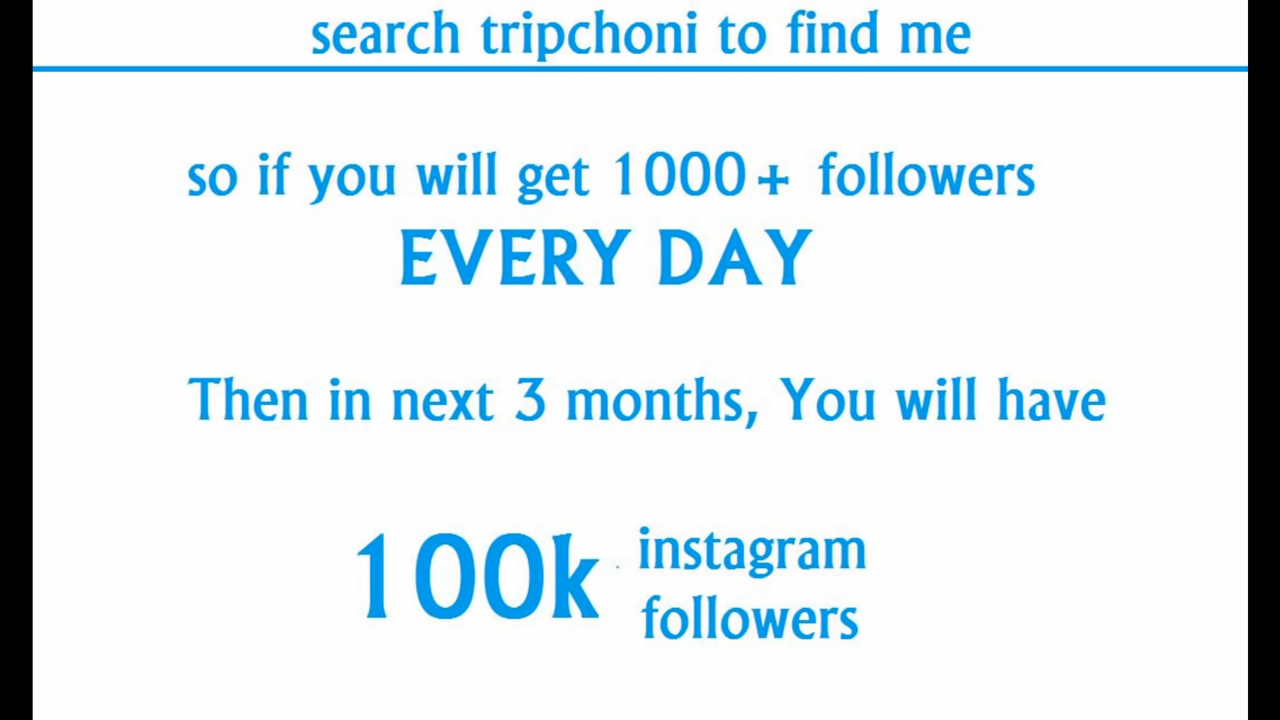 search tripchoni to find me
so if you will get 1000+ followers
EVERY DAY
Then in next 3 months, You will have
100k instagram
followers